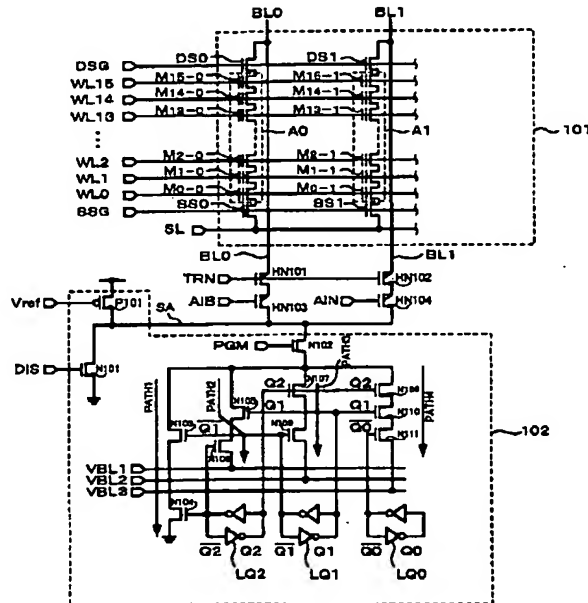 BL0 BL1
DSG DS0 DS1
WL15 M15-0 M15-1
WL14 M14-0 M14-1
WL13 M13-0 M13-1
A0 A1 101
WL2 M2-0 M2-1
WL1 M1-0 M1-1
WL0 M0-0 M0-1
SSG SS0 SS1
SL
BL0 BL1
TRN HN101 HN102
Vref P101 SA AIB HN103 AIN HN104
DIS N101 PGM N102
PATH1 PATH2 PATH3 PATH4
Q2 N107 Q2
N105 Q1 Q1 N110
N103 Q1 Q0 N111
102
VBL1
VBL2
VBL3
N104
Q2 Q2 Q1 Q1 Q0 Q0
LQ2 LQ1 LQ0